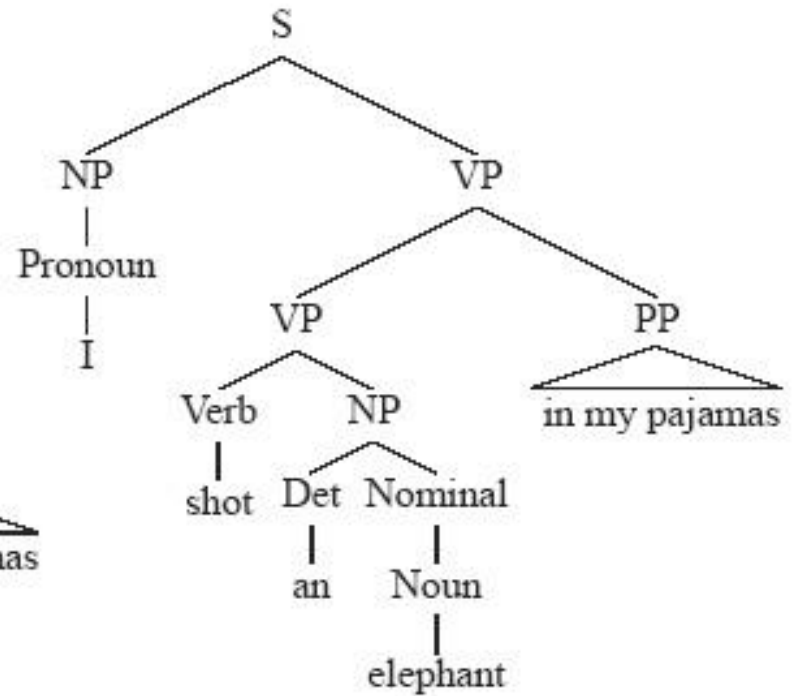 S
NP VP
Pronoun
VP PP
I
Verb NP
in my pajamas
shot Det Nominal
an Noun
elephant